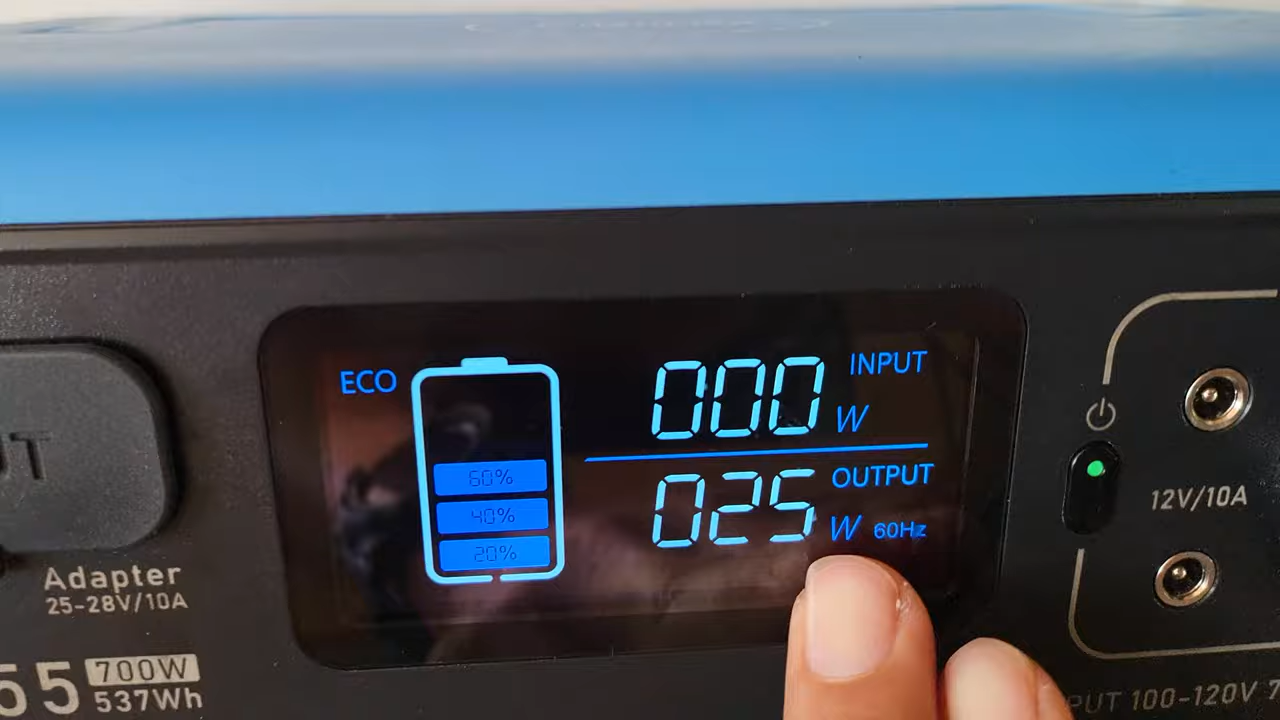 ECO
60%
40%
20%
000 W INPUT
025 W OUTPUT
60Hz
Adapter
25-28V/10A
55 700W
537Wh
12V/10A
100-120V